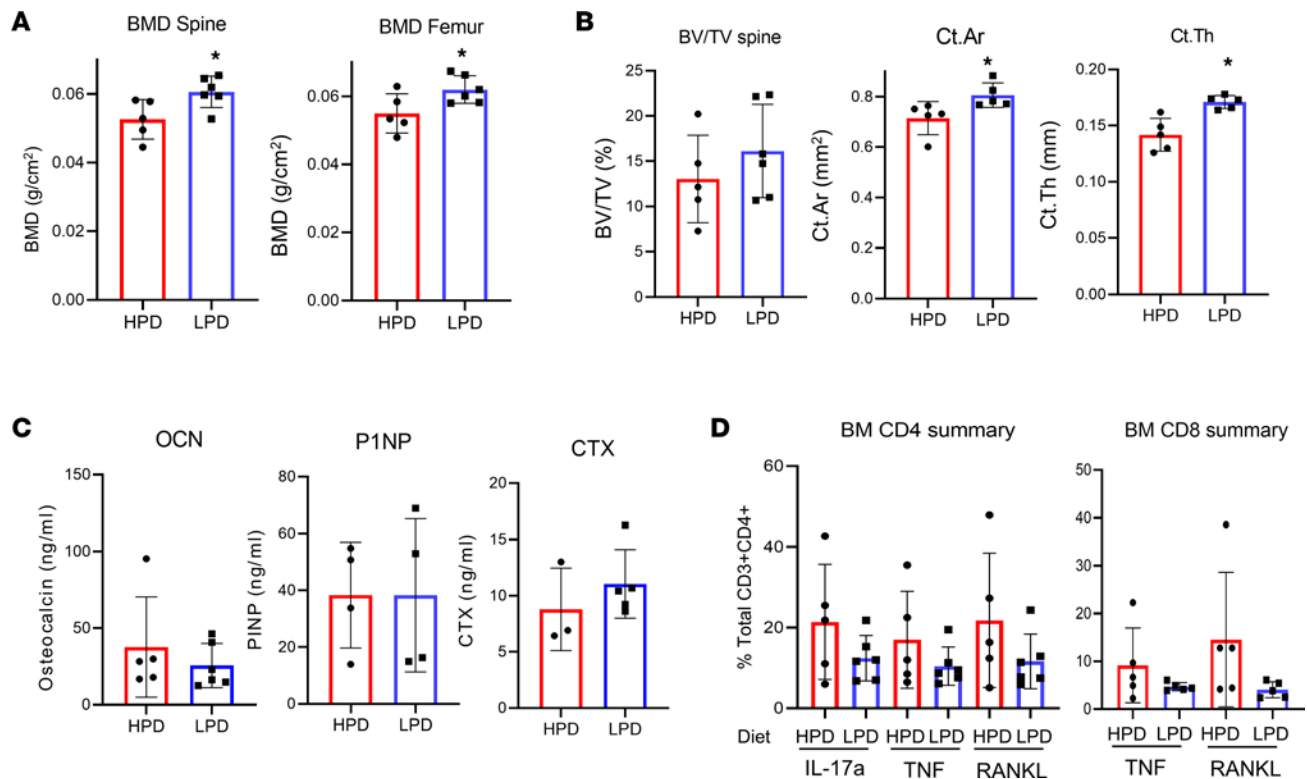 A
BMD Spine
*
BMD (g/cm²)
0.06
0.04
0.02
0.00
HPD LPD
BMD Femur
*
BMD (g/cm²)
0.06
0.04
0.02
0.00
HPD LPD
B
BV/TV spine
BV/TV (%)
25
20
15
10
5
0
HPD LPD
Ct.Ar
*
Ct.Ar (mm²)
0.8
0.4
0.0
HPD LPD
Ct.Th
*
Ct.Th (mm)
0.20
0.15
0.10
0.05
0.00
HPD LPD
C
OCN
Osteocalcin (ng/ml)
150
100
50
0
HPD LPD
P1NP
PINP (ng/ml)
80
60
40
20
0
HPD LPD
CTX
CTX (ng/ml)
20
15
10
5
0
HPD LPD
D
BM CD4 summary
% Total CD3+CD4+
60
40
20
0
Diet HPD LPD HPD LPD HPD LPD
IL-17a TNF RANKL
BM CD8 summary
50
40
30
20
10
0
HPD LPD HPD LPD
TNF RANKL